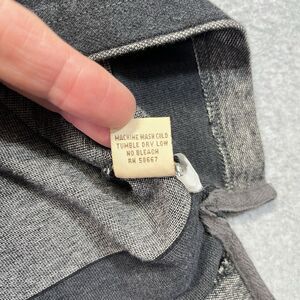 MACHINE WASH COLD
TUMBLE DRY LOW
NO BLEACH
RN 58667